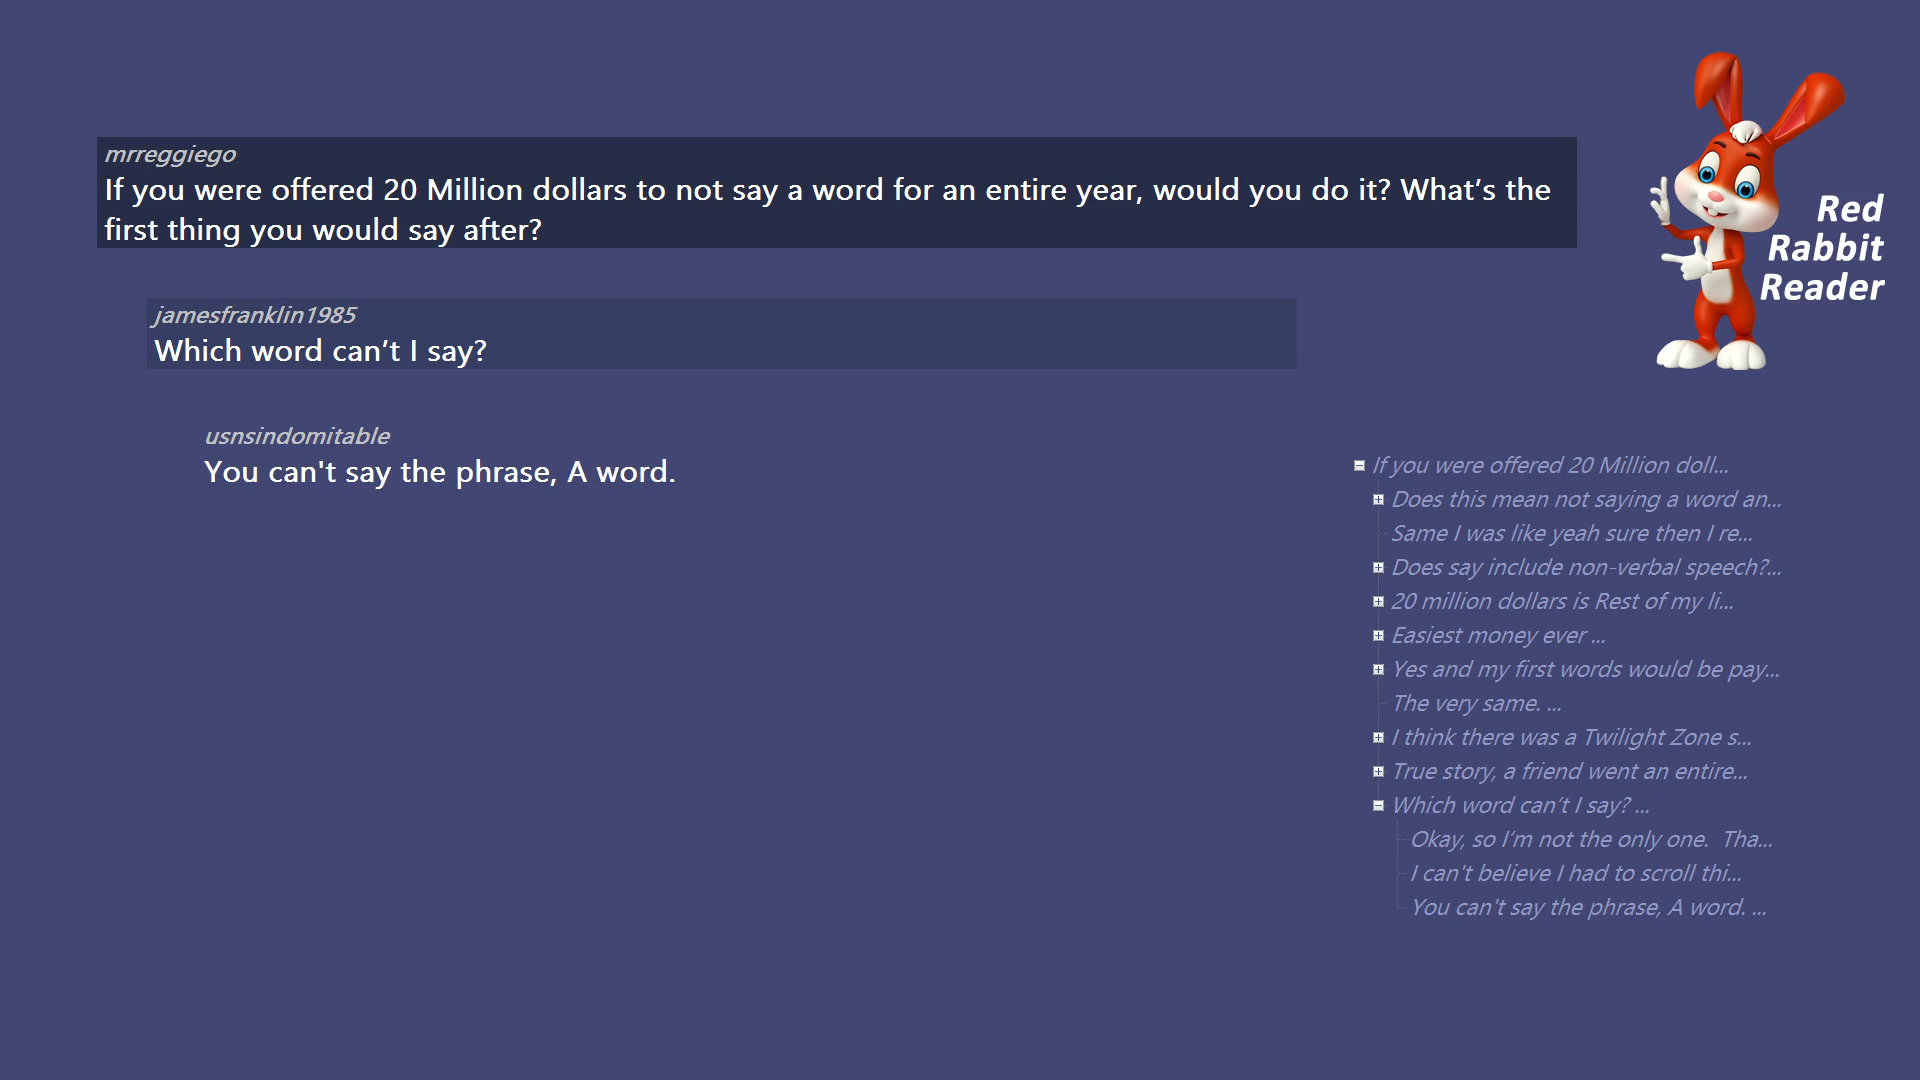 mrreggiego
If you were offered 20 Million dollars to not say a word for an entire year, would you do it? What’s the
first thing you would say after?
jamesfranklin1985
Which word can’t I say?
usnsindomitable
You can't say the phrase, A word.
Red
Rabbit
Reader
If you were offered 20 Million doll...
Does this mean not saying a word an...
Same I was like yeah sure then I re...
Does say include non-verbal speech?...
20 million dollars is Rest of my li...
Easiest money ever ...
Yes and my first words would be pay...
The very same. ...
I think there was a Twilight Zone s...
True story, a friend went an entire...
Which word can’t I say? ...
Okay, so I’m not the only one.  Tha...
I can't believe I had to scroll thi...
You can't say the phrase, A word. ...